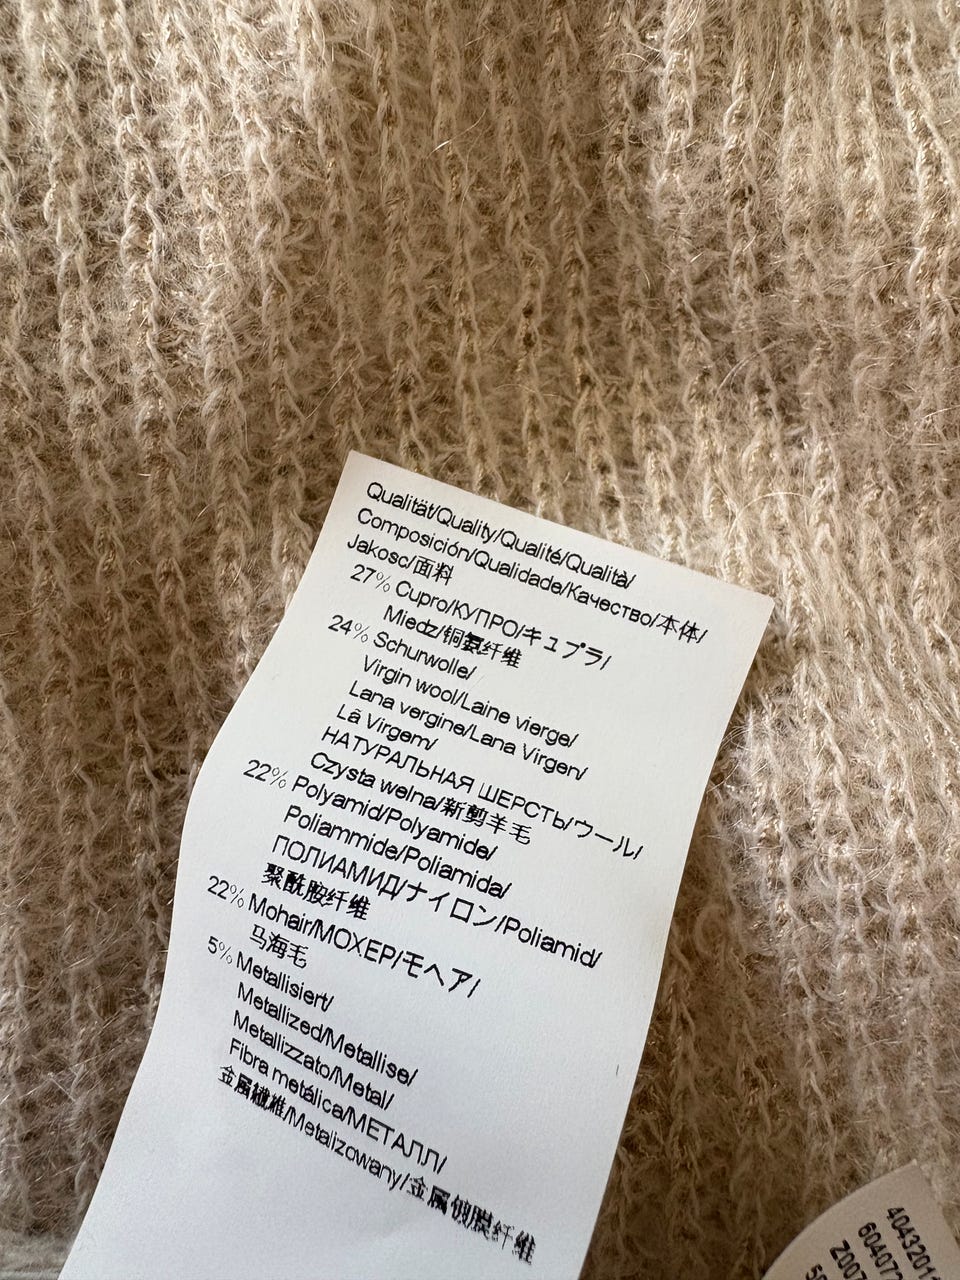 Qualität/Quality/Qualité/Qualità/
Composición/Qualidade/Качество/本体/
Jakosc/面料
27% Cupro/КУПРО/キュプラ/
Miedz/铜氨纤维
24% Schurwolle/
Virgin wool/Laine vierge/
Lana vergine/Lana Virgen/
Lã Virgem/
НАТУРАЛЬНАЯ ШЕРСТЬ/ウール/
Czysta welna/新剪羊毛
22% Polyamid/Polyamide/
Poliammide/Poliamida/
ПОЛИАМИД/ナイロン/Poliamid/
聚酰胺纤维
22% Mohair/МОХЕР/モヘア/
马海毛
5% Metallisiert/
Metallized/Metallise/
Metallizzato/Metal/
Fibra metálica/МЕТАЛЛ/
金属繊維/Metalizowany/金属镀膜纤维
4043201
60407
Z007